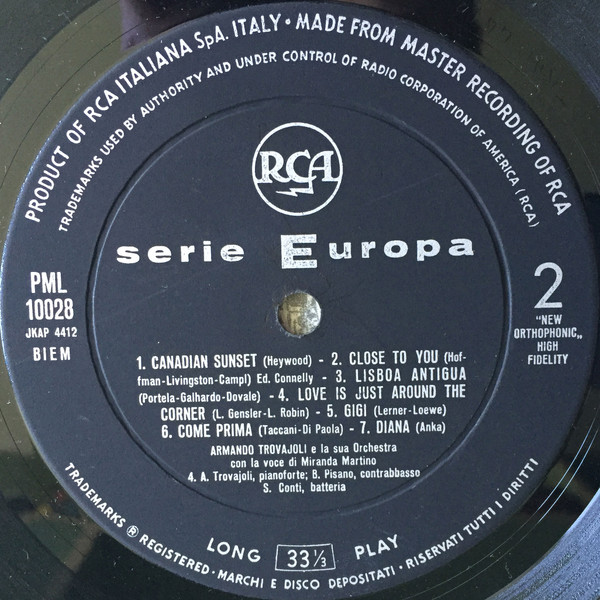 PRODUCT OF RCA ITALIANA SpA. ITALY • MADE FROM MASTER RECORDING OF RCA
TRADEMARKS USED BY AUTHORITY AND UNDER CONTROL OF RADIO CORPORATION OF AMERICA (RCA)
RCA
serie Europa
PML
10028
JKAP 4412
BIEM
2
"NEW
ORTHOPHONIC„
HIGH
FIDELITY
1. CANADIAN SUNSET (Heywood) - 2. CLOSE TO YOU (Hof-
fman-Livingston-Campl) Ed. Connelly - 3. LISBOA ANTIGUA
(Portela-Galhardo-Dovale) - 4. LOVE IS JUST AROUND THE
CORNER (L. Gensler-L. Robin) - 5. GIGI (Lerner-Loewe)
6. COME PRIMA (Taccani-Di Paola) - 7. DIANA (Anka)
ARMANDO TROVAJOLI e la sua Orchestra
con la voce di Miranda Martino
4. A. Trovajoli, pianoforte; B. Pisano, contrabbasso
S. Conti, batteria
LONG 33⅓ PLAY
TRADEMARKS ® REGISTERED • MARCHI E DISCO DEPOSITATI • RISERVATI TUTTI I DIRITTI